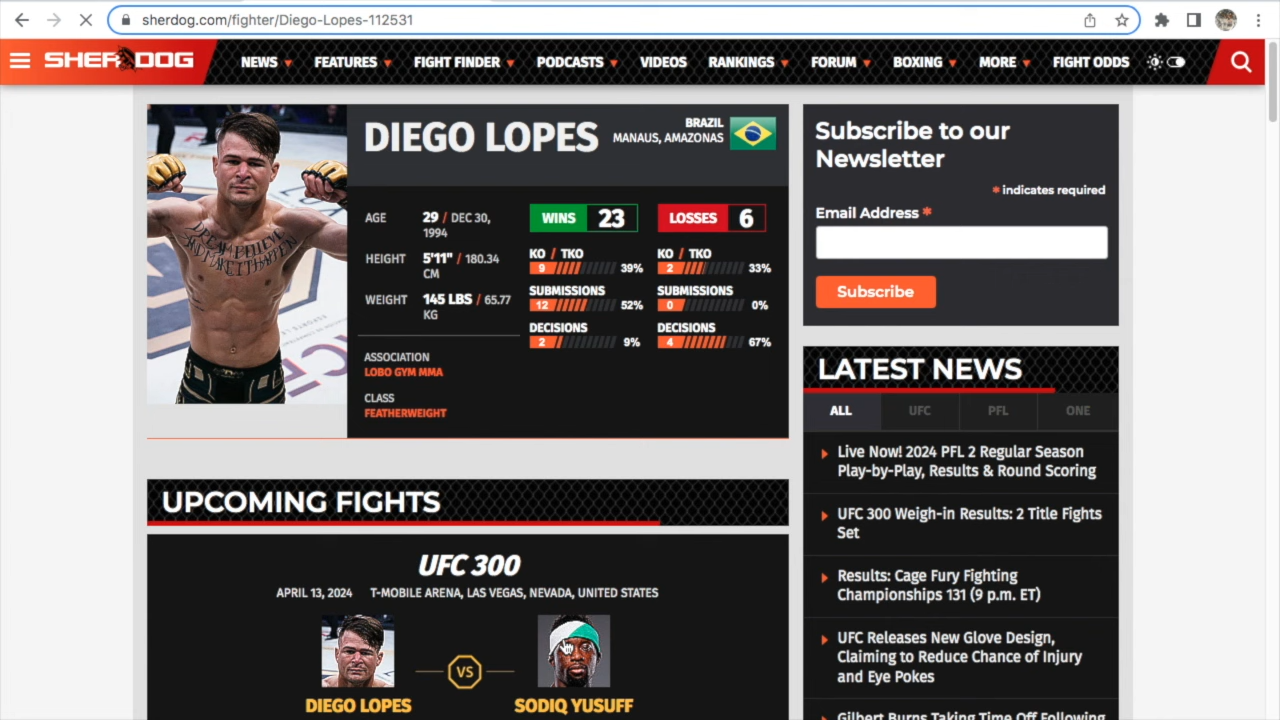 sherdog.com/fighter/Diego-Lopes-112531
SHERDOG
NEWS
FEATURES
FIGHT FINDER
PODCASTS
VIDEOS
RANKINGS
FORUM
BOXING
MORE
FIGHT ODDS
DIEGO LOPES
BRAZIL
MANAUS, AMAZONAS
AGE
29 / DEC 30,
1994
HEIGHT
5'11" / 180.34
CM
WEIGHT
145 LBS / 65.77
KG
ASSOCIATION
LOBO GYM MMA
CLASS
FEATHERWEIGHT
WINS 23
KO / TKO
9 39%
SUBMISSIONS
12 52%
DECISIONS
2 9%
LOSSES 6
KO / TKO
2 33%
SUBMISSIONS
0 0%
DECISIONS
4 67%
UPCOMING FIGHTS
UFC 300
APRIL 13, 2024 T-MOBILE ARENA, LAS VEGAS, NEVADA, UNITED STATES
VS
DIEGO LOPES
SODIQ YUSUFF
Subscribe to our
Newsletter
* indicates required
Email Address *
Subscribe
LATEST NEWS
ALL
UFC
PFL
ONE
Live Now! 2024 PFL 2 Regular Season
Play-by-Play, Results & Round Scoring
UFC 300 Weigh-in Results: 2 Title Fights
Set
Results: Cage Fury Fighting
Championships 131 (9 p.m. ET)
UFC Releases New Glove Design,
Claiming to Reduce Chance of Injury
and Eye Pokes
Gilbert Burns Taking Time Off Following